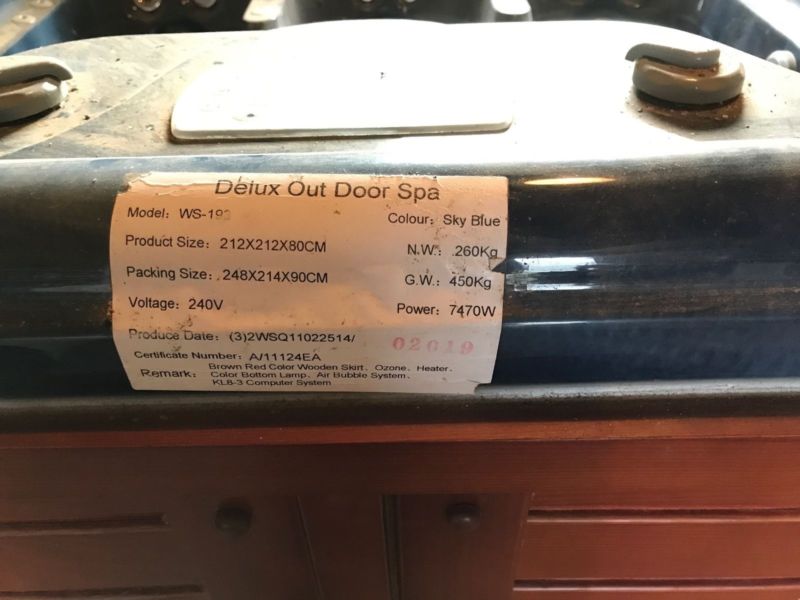 Delux Out Door Spa
Model: WS-193
Colour: Sky Blue
Product Size: 212X212X80CM
N.W.: 260Kg
Packing Size: 248X214X90CM
G.W.: 450Kg
Voltage: 240V
Power: 7470W
Produce Date: (3)2WSQ11022514/
02019
Certificate Number: A/11124EA
Remark: Brown Red Color Wooden Skirt、Ozone、Heater、
Color Bottom Lamp、Air Bubble System、
KL8-3 Computer System